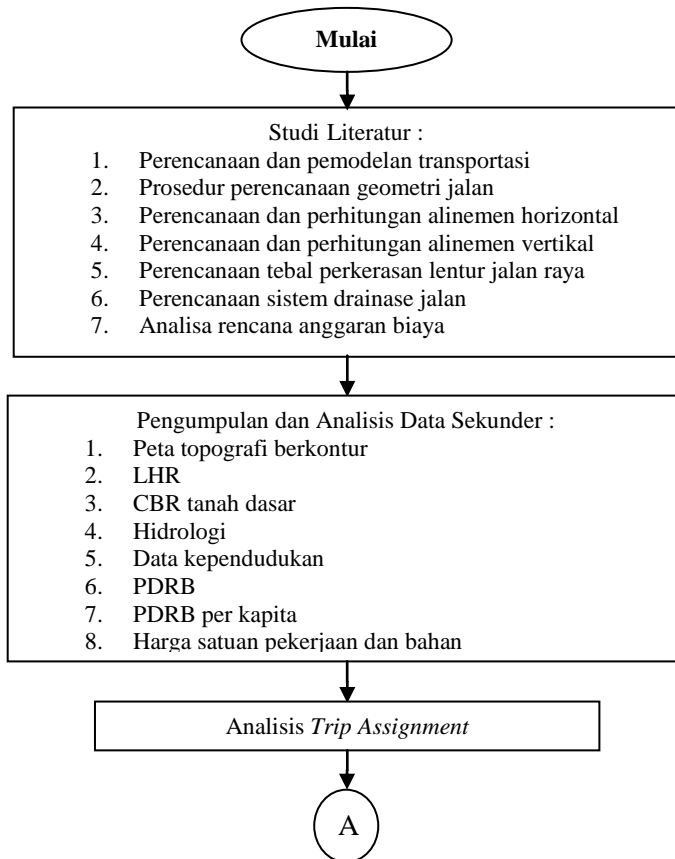 Mulai
Studi Literatur :
1. Perencanaan dan pemodelan transportasi
2. Prosedur perencanaan geometri jalan
3. Perencanaan dan perhitungan alinemen horizontal
4. Perencanaan dan perhitungan alinemen vertikal
5. Perencanaan tebal perkerasan lentur jalan raya
6. Perencanaan sistem drainase jalan
7. Analisa rencana anggaran biaya
Pengumpulan dan Analisis Data Sekunder :
1. Peta topografi berkontur
2. LHR
3. CBR tanah dasar
4. Hidrologi
5. Data kependudukan
6. PDRB
7. PDRB per kapita
8. Harga satuan pekerjaan dan bahan
Analisis Trip Assignment
A